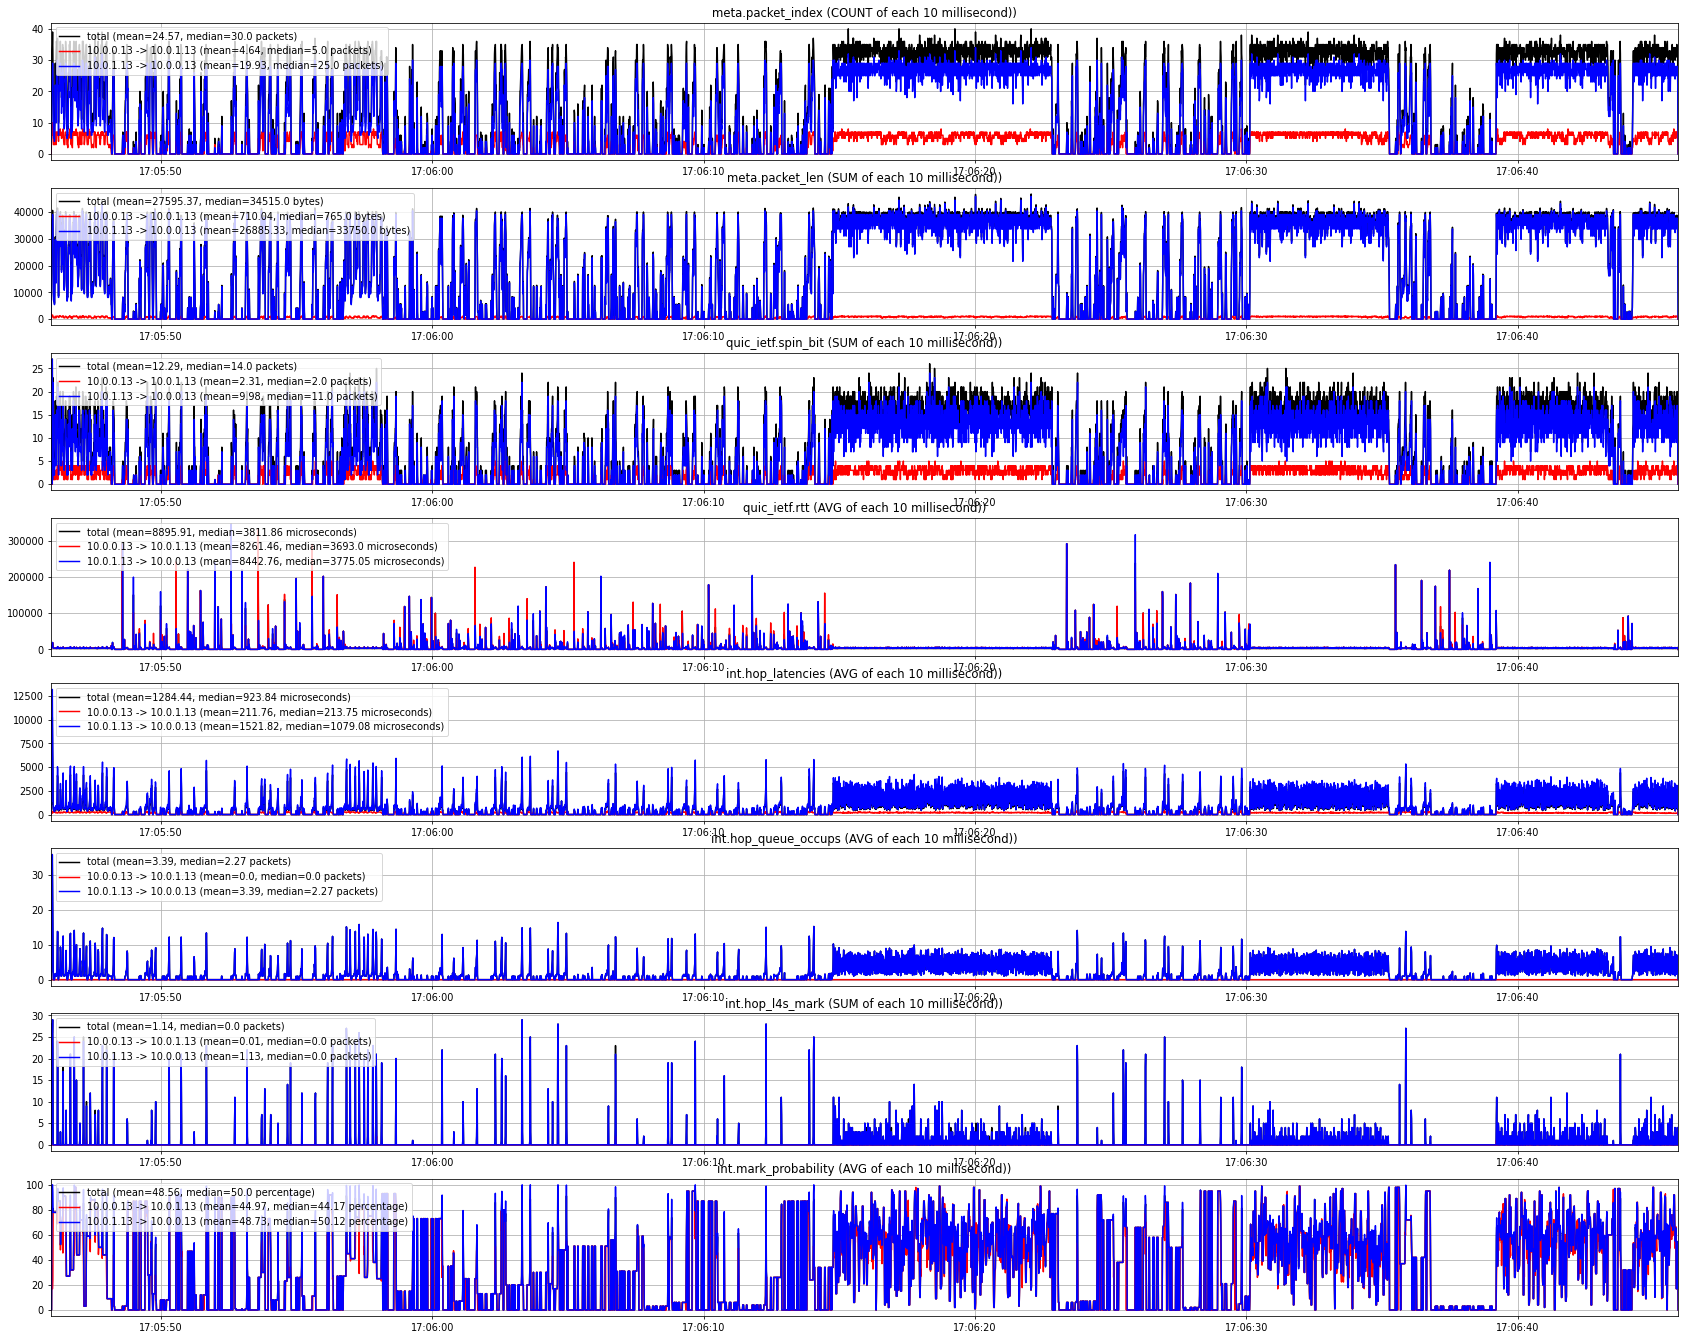 meta.packet_index (COUNT of each 10 millisecond))
total (mean=24.57, median=30.0 packets)
10.0.0.13 -> 10.0.1.13 (mean=4.64, median=5.0 packets)
10.0.1.13 -> 10.0.0.13 (mean=19.93, median=25.0 packets)
40
30
20
10
0
17:05:50 17:06:00 17:06:10 17:06:20 17:06:30 17:06:40
meta.packet_len (SUM of each 10 millisecond))
total (mean=27595.37, median=34515.0 bytes)
10.0.0.13 -> 10.0.1.13 (mean=710.04, median=765.0 bytes)
10.0.1.13 -> 10.0.0.13 (mean=26885.33, median=33750.0 bytes)
40000
30000
20000
10000
0
17:05:50 17:06:00 17:06:10 17:06:20 17:06:30 17:06:40
quic_ietf.spin_bit (SUM of each 10 millisecond))
total (mean=12.29, median=14.0 packets)
10.0.0.13 -> 10.0.1.13 (mean=2.31, median=2.0 packets)
10.0.1.13 -> 10.0.0.13 (mean=9.98, median=11.0 packets)
25
20
15
10
5
0
17:05:50 17:06:00 17:06:10 17:06:20 17:06:30 17:06:40
quic_ietf.rtt (AVG of each 10 millisecond))
total (mean=8895.91, median=3811.86 microseconds)
10.0.0.13 -> 10.0.1.13 (mean=8261.46, median=3693.0 microseconds)
10.0.1.13 -> 10.0.0.13 (mean=8442.76, median=3775.05 microseconds)
300000
200000
100000
0
17:05:50 17:06:00 17:06:10 17:06:20 17:06:30 17:06:40
int.hop_latencies (AVG of each 10 millisecond))
total (mean=1284.44, median=923.84 microseconds)
10.0.0.13 -> 10.0.1.13 (mean=211.76, median=213.75 microseconds)
10.0.1.13 -> 10.0.0.13 (mean=1521.82, median=1079.08 microseconds)
12500
10000
7500
5000
2500
0
17:05:50 17:06:00 17:06:10 17:06:20 17:06:30 17:06:40
int.hop_queue_occups (AVG of each 10 millisecond))
total (mean=3.39, median=2.27 packets)
10.0.0.13 -> 10.0.1.13 (mean=0.0, median=0.0 packets)
10.0.1.13 -> 10.0.0.13 (mean=3.39, median=2.27 packets)
30
20
10
0
17:05:50 17:06:00 17:06:10 17:06:20 17:06:30 17:06:40
int.hop_l4s_mark (SUM of each 10 millisecond))
total (mean=1.14, median=0.0 packets)
10.0.0.13 -> 10.0.1.13 (mean=0.01, median=0.0 packets)
10.0.1.13 -> 10.0.0.13 (mean=1.13, median=0.0 packets)
30
25
20
15
10
5
0
17:05:50 17:06:00 17:06:10 17:06:20 17:06:30 17:06:40
int.mark_probability (AVG of each 10 millisecond))
total (mean=48.56, median=50.0 percentage)
10.0.0.13 -> 10.0.1.13 (mean=44.97, median=44.17 percentage)
10.0.1.13 -> 10.0.0.13 (mean=48.73, median=50.12 percentage)
100
80
60
40
20
0
17:05:50 17:06:00 17:06:10 17:06:20 17:06:30 17:06:40